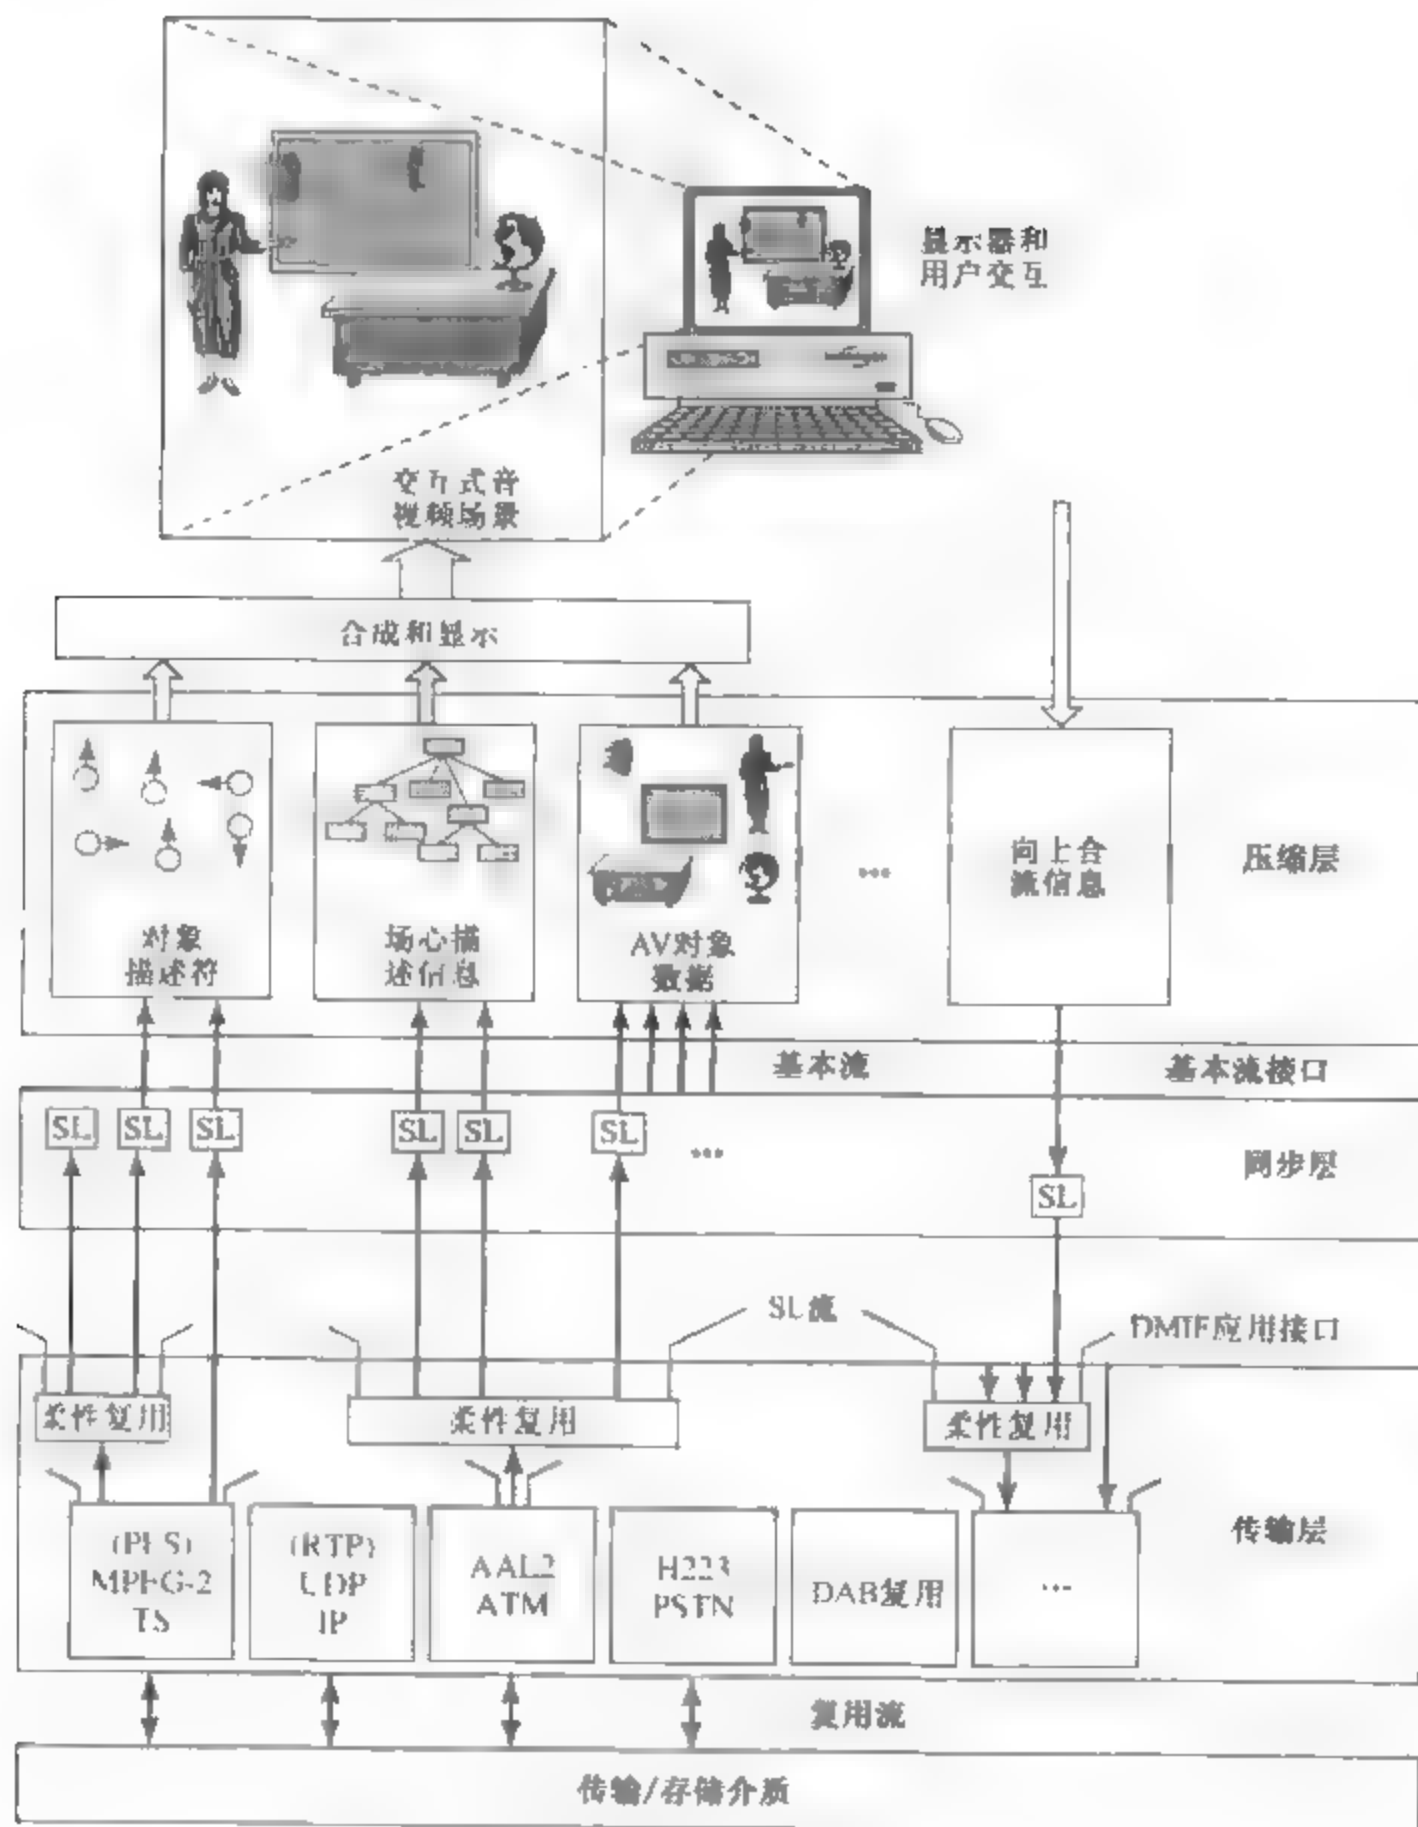 显示器和
用户交互
交互式音
视频场景
合成和显示
对象
描述符
场心描
述信息
AV对象
数据
...
向上合
流信息
压缩层
基本流
基本流接口
SL
SL
SL
SL
SL
SL
...
同步层
SL
SL流
DMIF应用接口
柔性复用
柔性复用
柔性复用
(PES)
MPEG-2
TS
(RTP)
UDP
IP
AAL2
ATM
H223
PSTN
DAB复用
...
传输层
复用流
传输/存储介质